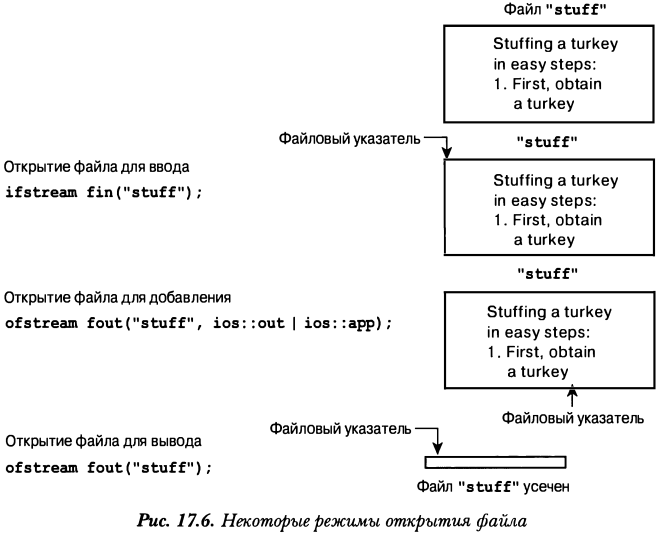 Файл "stuff"
Stuffing a turkey
in easy steps:
1. First, obtain
a turkey
Файловый указатель
"stuff"
Открытие файла для ввода
ifstream fin("stuff");
Stuffing a turkey
in easy steps:
1. First, obtain
a turkey
"stuff"
Открытие файла для добавления
ofstream fout("stuff", ios::out | ios::app);
Stuffing a turkey
in easy steps:
1. First, obtain
a turkey
Файловый указатель
Открытие файла для вывода
ofstream fout("stuff");
Файловый указатель
Файл "stuff" усечен
Рис. 17.6. Некоторые режимы открытия файла